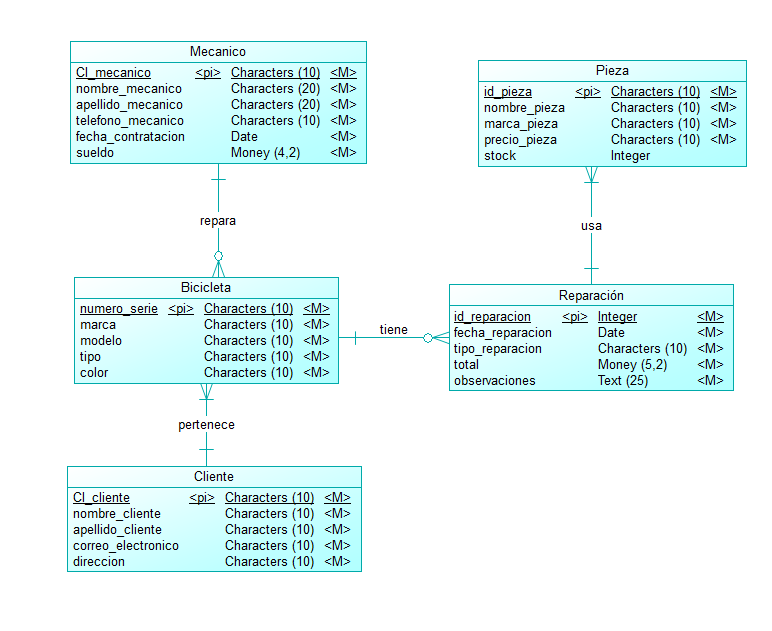 Mecanico
CI_mecanico <pi> Characters (10) <M>
nombre_mecanico Characters (20) <M>
apellido_mecanico Characters (20) <M>
telefono_mecanico Characters (10) <M>
fecha_contratacion Date <M>
sueldo Money (4,2) <M>
Pieza
id_pieza <pi> Characters (10) <M>
nombre_pieza Characters (10) <M>
marca_pieza Characters (10) <M>
precio_pieza Characters (10) <M>
stock Integer
repara
usa
Bicicleta
numero_serie <pi> Characters (10) <M>
marca Characters (10) <M>
modelo Characters (10) <M>
tipo Characters (10) <M>
color Characters (10) <M>
tiene
Reparación
id_reparacion <pi> Integer <M>
fecha_reparacion Date <M>
tipo_reparacion Characters (10) <M>
total Money (5,2) <M>
observaciones Text (25) <M>
pertenece
Cliente
CI_cliente <pi> Characters (10) <M>
nombre_cliente Characters (10) <M>
apellido_cliente Characters (10) <M>
correo_electronico Characters (10) <M>
direccion Characters (10) <M>